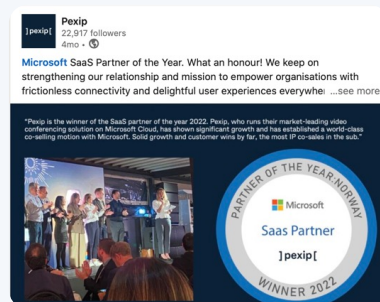 ]pexip[
Pexip
22,917 followers
4mo •
Microsoft SaaS Partner of the Year. What an honour! We keep on
strengthening our relationship and mission to empower organisations with
frictionless connectivity and delightful user experiences everywhe ...see more
"Pexip is the winner of the SaaS partner of the year 2022. Pexip, who runs their market-leading video
conferencing solution on Microsoft Cloud, has shown significant growth and has established a world-class
co-selling motion with Microsoft. Solid growth and customer wins by far, the most IP co-sales in the sub."
PARTNER OF THE YEAR NORWAY
Microsoft
Saas Partner
]pexip[
WINNER 2022